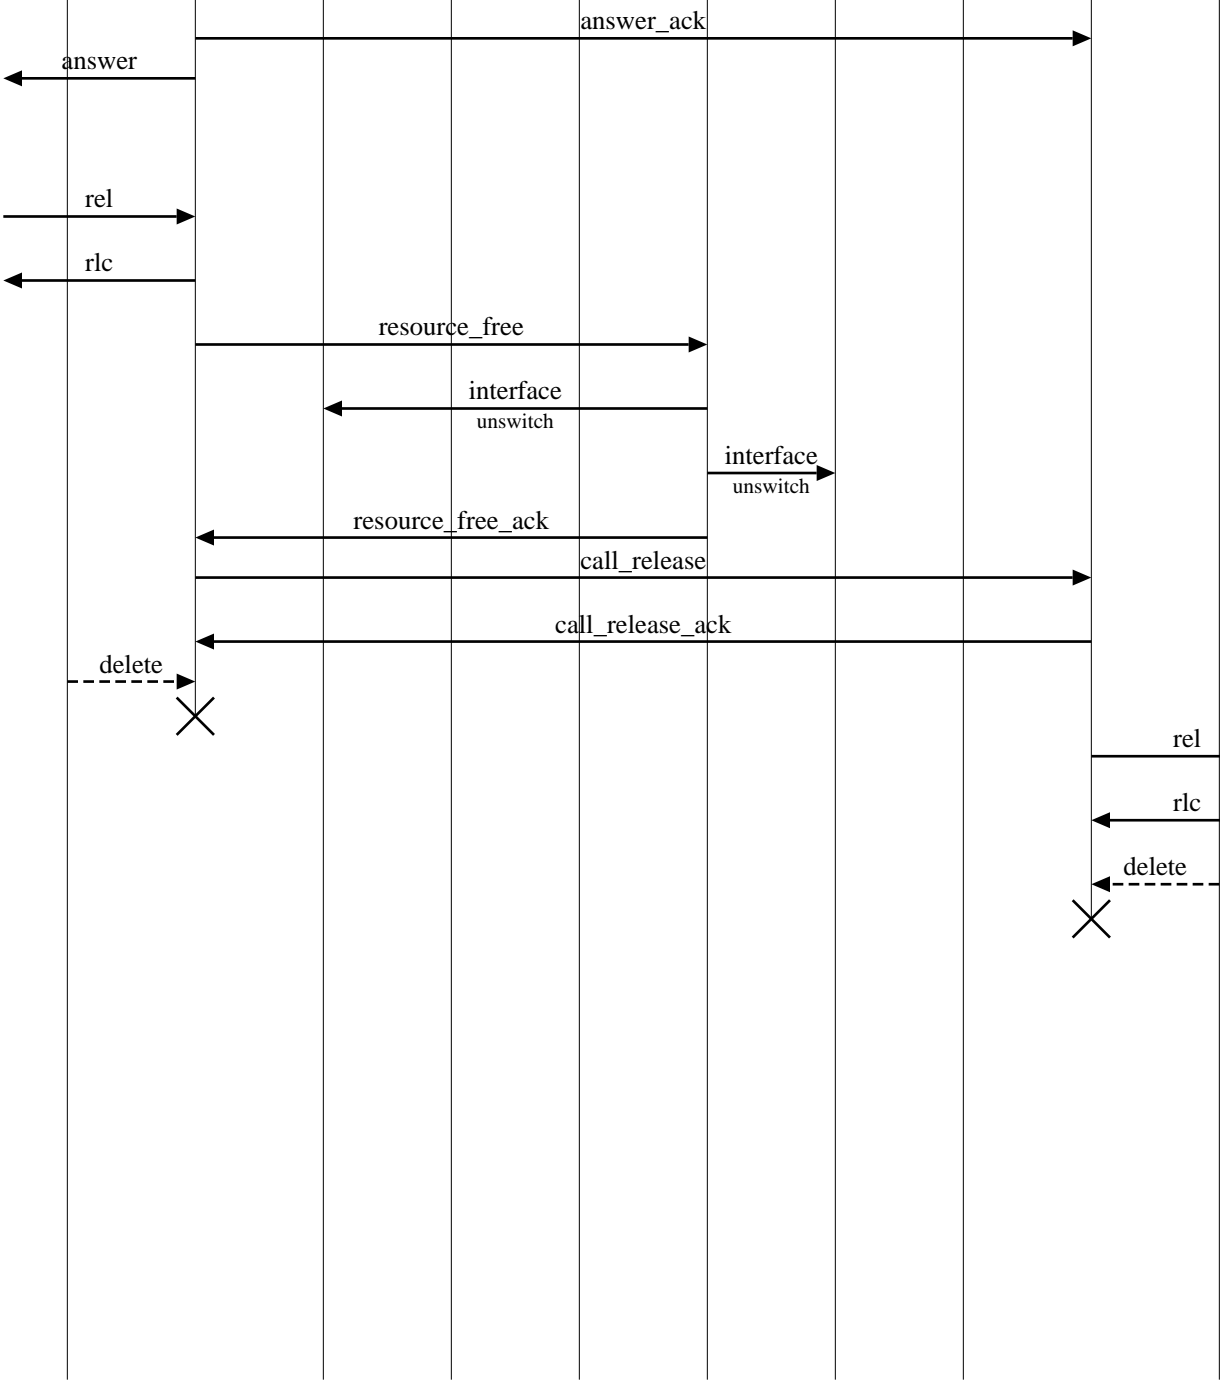 answer_ack
answer
rel
rlc
resource_free
interface
unswitch
interface
unswitch
resource_free_ack
call_release
call_release_ack
delete
rel
rlc
delete